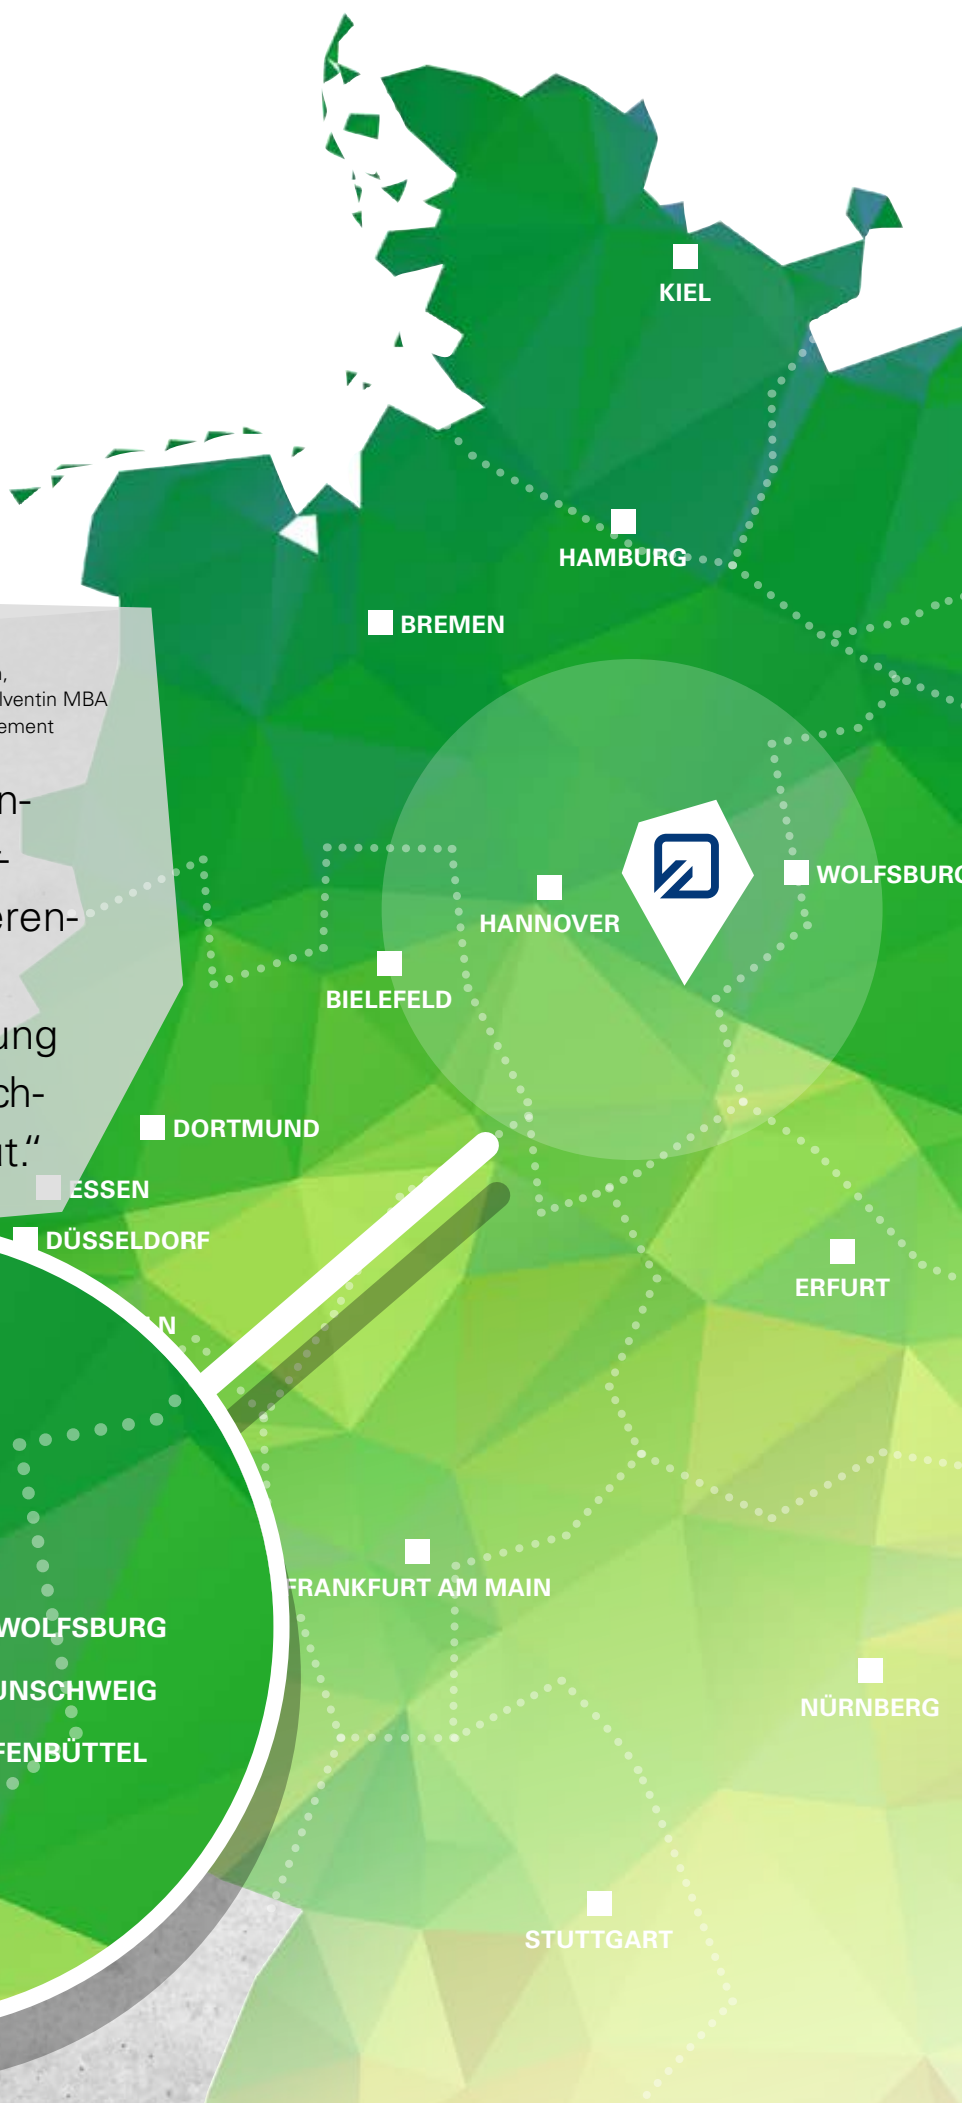 KIEL
HAMBURG
BREMEN
lventin MBA
ement
n-
-
eren-
ung
ch-
t.“
WOLFSBURG
HANNOVER
BIELEFELD
DORTMUND
ESSEN
DÜSSELDORF
LN
ERFURT
FRANKFURT AM MAIN
WOLFSBURG
UNSCHWEIG
FENBÜTTEL
NÜRNBERG
STUTTGART